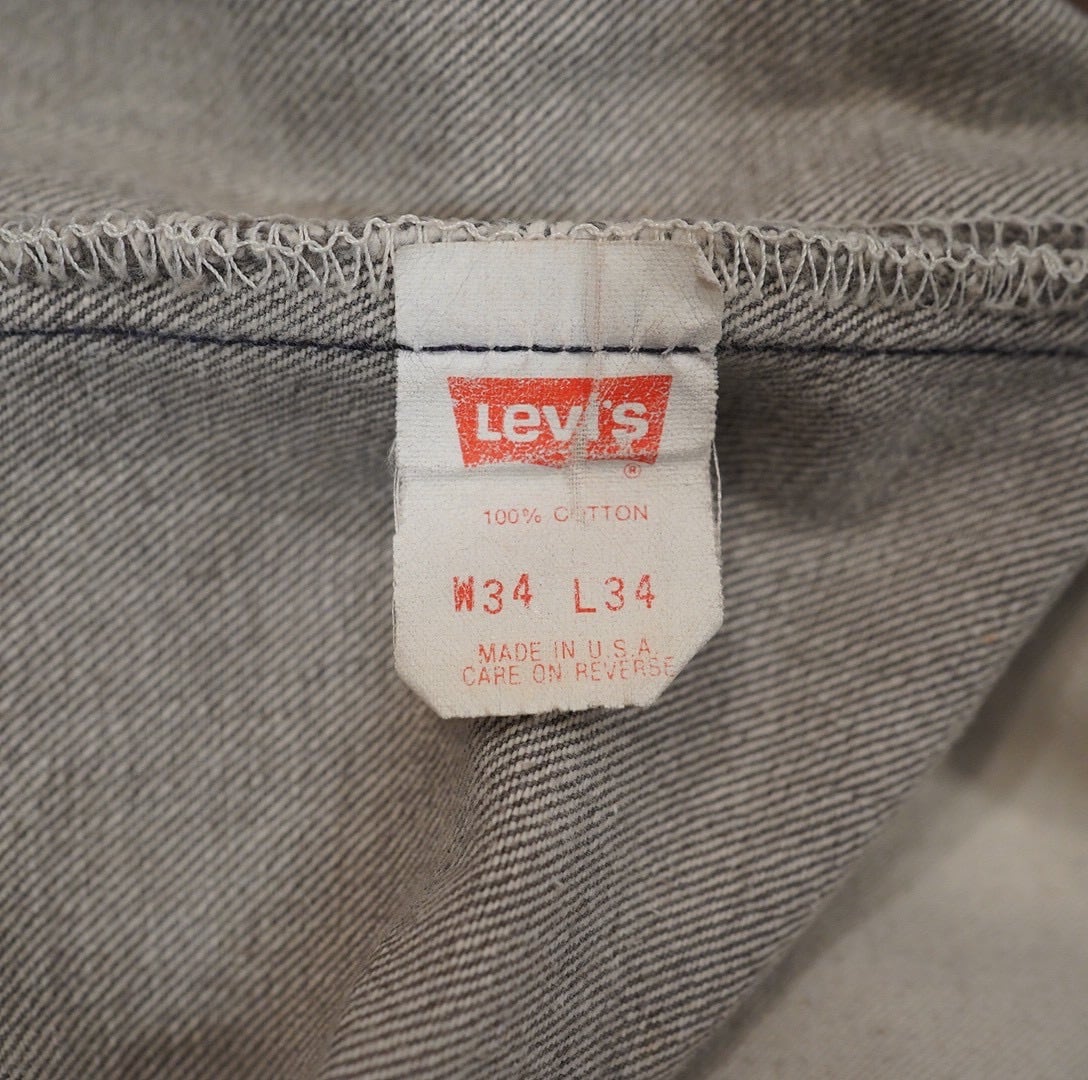 Levi's
®
100% COTTON
W34 L34
MADE IN U.S.A.
CARE ON REVERSE